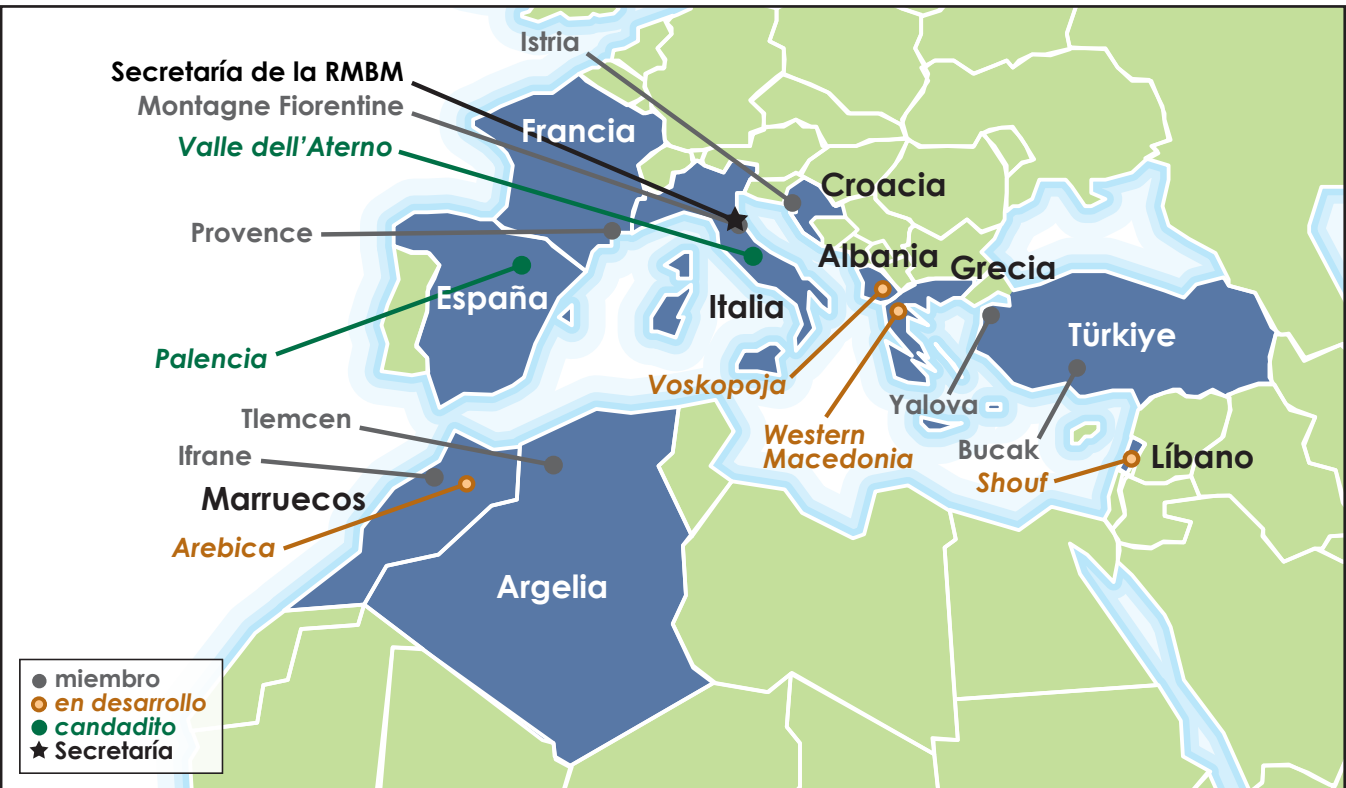 Istria
Secretaría de la RMBM
Montagne Fiorentine
Francia
Valle dell'Aterno
Croacia
Provence
Albania
Grecia
España
Italia
Türkiye
Palencia
Voskopoja
Yalova
Tlemcen
Western
Macedonia
Bucak
Ifrane
Líbano
Shouf
Marruecos
Arebica
Argelia
miembro
en desarrollo
candadito
Secretaría